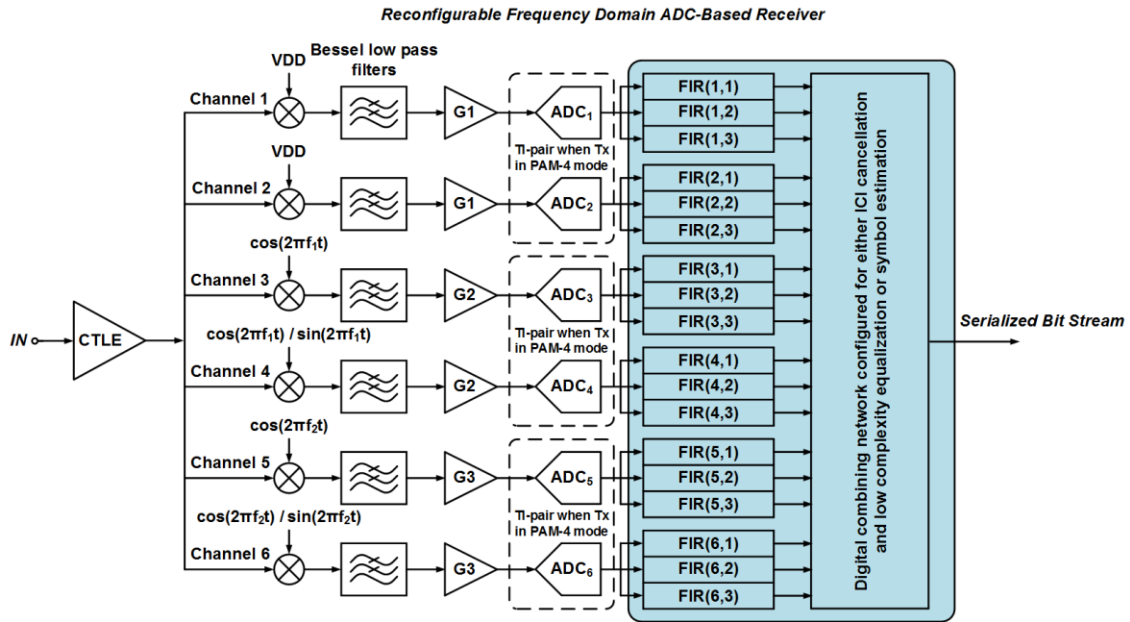 Reconfigurable Frequency Domain ADC-Based Receiver
Bessel low pass
filters
VDD
Channel 1
G1
ADC1
FIR(1,1)
FIR(1,2)
FIR(1,3)
TI-pair when Tx
in PAM-4 mode
VDD
Channel 2
G1
ADC2
FIR(2,1)
FIR(2,2)
FIR(2,3)
cos(2πf1t)
Channel 3
G2
ADC3
FIR(3,1)
FIR(3,2)
FIR(3,3)
TI-pair when Tx
in PAM-4 mode
IN
CTLE
cos(2πf1t) / sin(2πf1t)
Channel 4
G2
ADC4
FIR(4,1)
FIR(4,2)
FIR(4,3)
cos(2πf2t)
Channel 5
G3
ADC5
FIR(5,1)
FIR(5,2)
FIR(5,3)
TI-pair when Tx
in PAM-4 mode
cos(2πf2t) / sin(2πf2t)
Channel 6
G3
ADC6
FIR(6,1)
FIR(6,2)
FIR(6,3)
Digital combining network configured for either ICI cancellation
and low complexity equalization or symbol estimation
Serialized Bit Stream